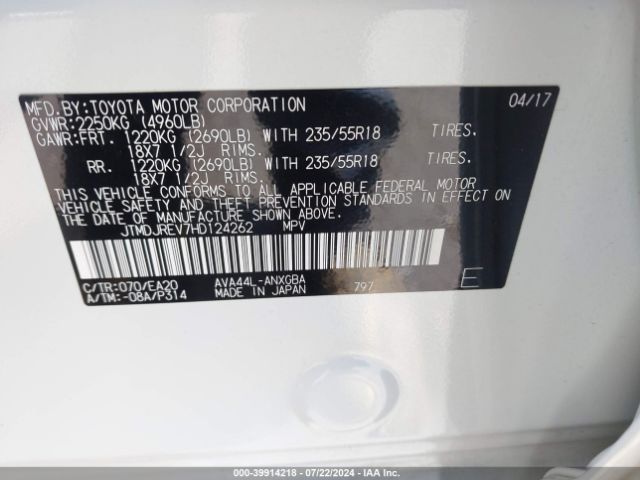 MFD. BY: TOYOTA MOTOR CORPORATION 04/17
GVWR: 2250KG (4960LB)
GAWR: FRT. 1220KG (2690LB) WITH 235/55R18 TIRES.
18X7 1/2J RIMS.
RR. 1220KG (2690LB) WITH 235/55R18 TIRES.
18X7 1/2J RIMS.
THIS VEHICLE CONFORMS TO ALL APPLICABLE FEDERAL MOTOR
VEHICLE SAFETY AND THEFT PREVENTION STANDARDS IN EFFECT ON
THE DATE OF MANUFACTURE SHOWN ABOVE.
JTMDJREV7HD124262 MPV
C/TR: 070/EA20 AVA44L-ANXGBA 797 E
A/TM: -08A/P314 MADE IN JAPAN
000-39914218 - 07/22/2024 - IAA Inc.